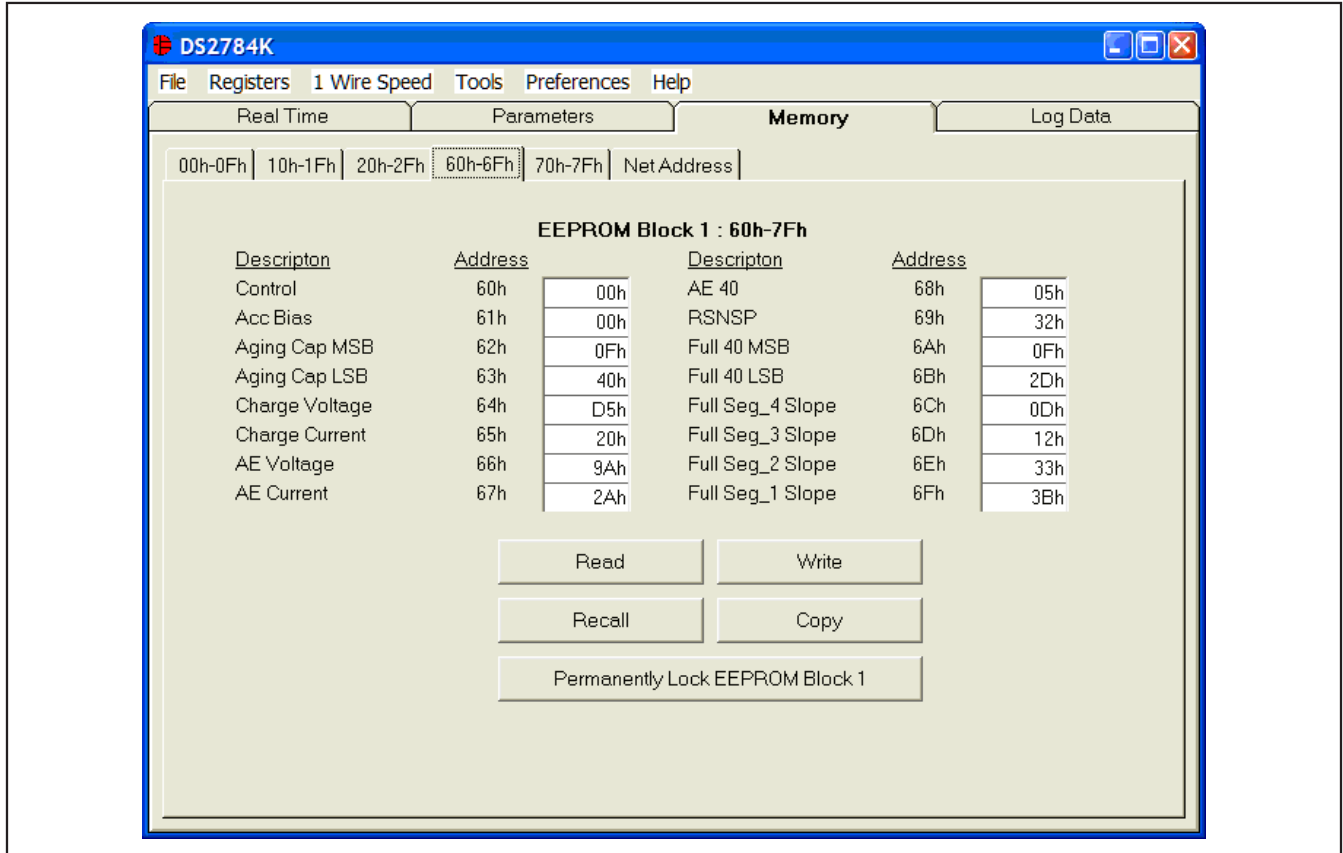 DS2784K
File Registers 1 Wire Speed Tools Preferences Help
Real Time Parameters Memory Log Data
00h-0Fh 10h-1Fh 20h-2Fh 60h-6Fh 70h-7Fh Net Address
EEPROM Block 1 : 60h-7Fh
Descripton Address Descripton Address
Control 60h 00h AE 40 68h 05h
Acc Bias 61h 00h RSNSP 69h 32h
Aging Cap MSB 62h 0Fh Full 40 MSB 6Ah 0Fh
Aging Cap LSB 63h 40h Full 40 LSB 6Bh 2Dh
Charge Voltage 64h D5h Full Seg_4 Slope 6Ch 0Dh
Charge Current 65h 20h Full Seg_3 Slope 6Dh 12h
AE Voltage 66h 9Ah Full Seg_2 Slope 6Eh 33h
AE Current 67h 2Ah Full Seg_1 Slope 6Fh 3Bh
Read Write
Recall Copy
Permanently Lock EEPROM Block 1